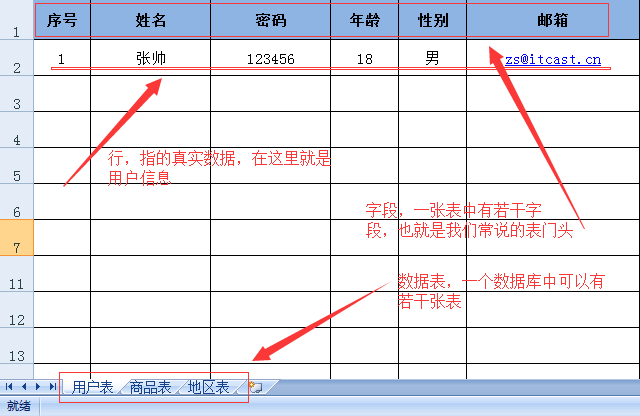 1 序号 姓名 密码 年龄 性别 邮箱
2 1 张帅 123456 18 男 zs@itcast.cn
3
4
行，指的真实数据，在这里就是
用户信息
5
6
字段，一张表中有若干字
段，也就是我们常说的表门头
7
数据表，一个数据库中可以有
若干张表
11
12
13
用户表 商品表 地区表
就绪